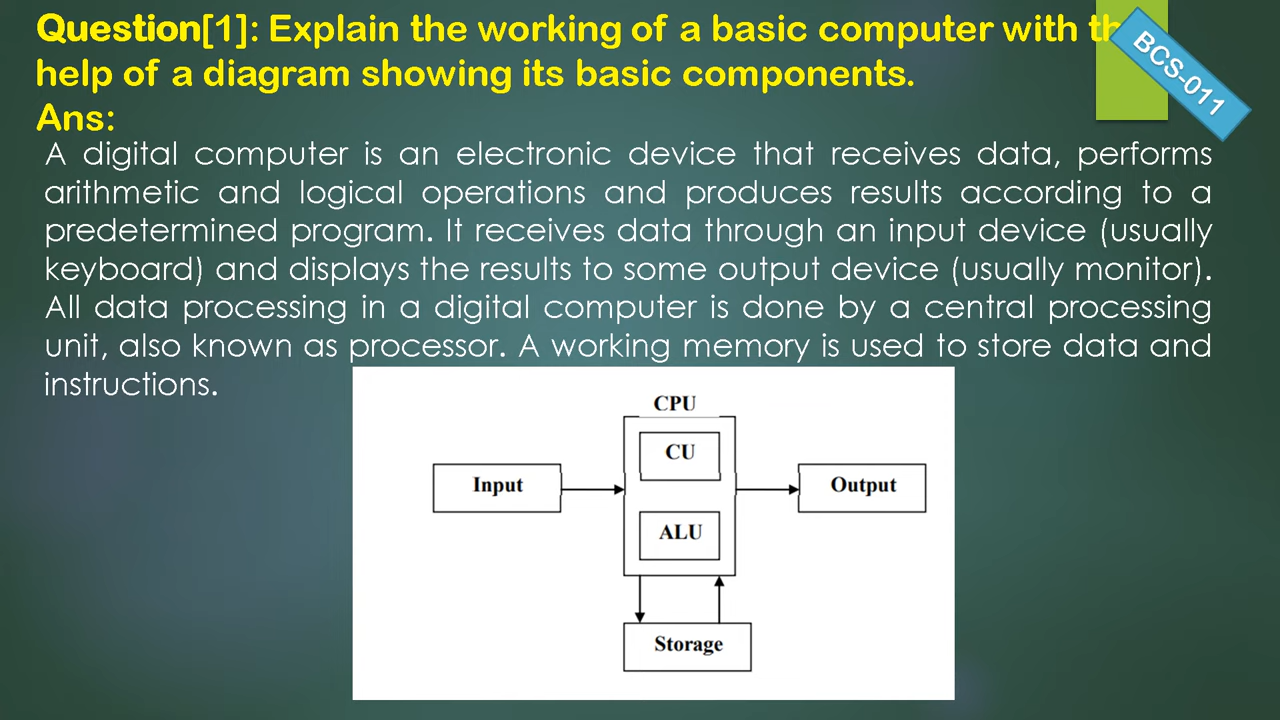 Question[1]: Explain the working of a basic computer with
help of a diagram showing its basic components.
Ans:
BCS-011
A digital computer is an electronic device that receives data, performs
arithmetic and logical operations and produces results according to a
predetermined program. It receives data through an input device (usually
keyboard) and displays the results to some output device (usually monitor).
All data processing in a digital computer is done by a central processing
unit, also known as processor. A working memory is used to store data and
instructions.
CPU
CU
Input
Output
ALU
Storage